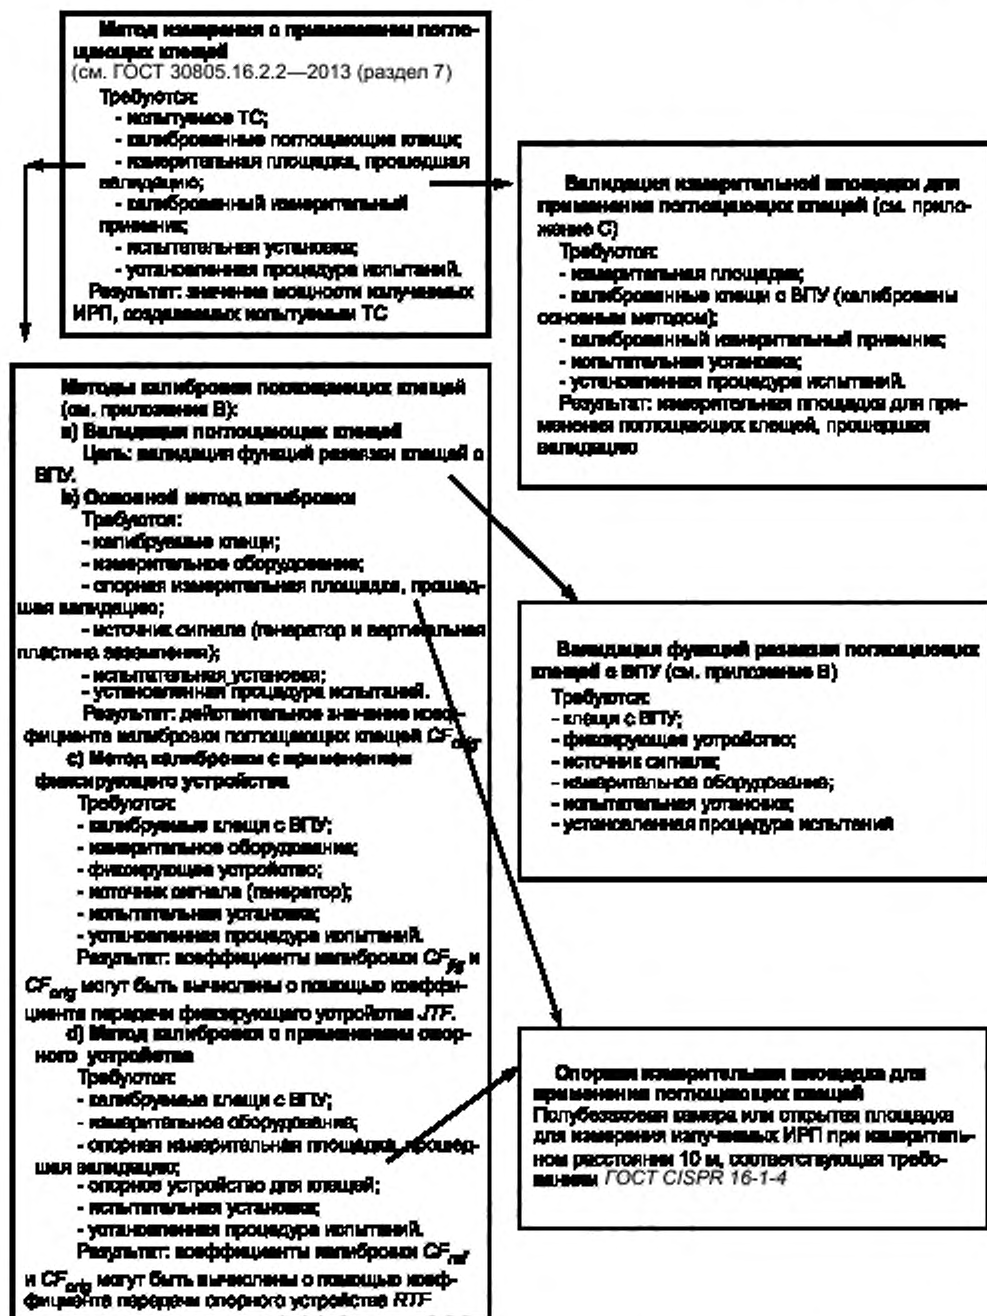 Метод измерения с применением погло-
щающих клещей
(см. ГОСТ 30805.16.2.2—2013 (раздел 7)
Требуются:
- испытуемое ТС;
- калиброванные поглощающие клещи;
- измерительная площадка, прошедшая
валидацию;
- калиброванный измерительный
приемник;
- испытательная установка;
- установленная процедура испытаний.
Результат: значение мощности излучаемых
ИРП, создаваемых испытуемым ТС
Валидация измерительной площадки для
применения поглощающих клещей (см. прило-
жение С)
Требуются:
- измерительная площадка;
- калиброванные клещи с ВПУ (калиброваны
основным методом);
- калиброванный измерительный приемник;
- испытательная установка;
- установленная процедура испытаний.
Результат: измерительная площадка для при-
менения поглощающих клещей, прошедшая
валидацию
Методы калибровки поглощающих клещей
(см. приложение В):
a) Валидация поглощающих клещей
Цель: валидация функций развязки клещей с
ВПУ.
b) Основной метод калибровки
Требуются:
- калибруемые клещи;
- измерительное оборудование;
- опорная измерительная площадка, прошед-
шая валидацию;
- источник сигнала (генератор и вертикальная
пластина заземления);
- испытательная установка;
- установленная процедура испытаний.
Результат: действительное значение коэф-
фициента калибровки поглощающих клещей CF orig
c) Метод калибровки с применением
фиксирующего устройства
Требуются:
- калибруемые клещи с ВПУ;
- измерительное оборудование;
- фиксирующее устройство;
- источник сигнала (генератор);
- испытательная установка;
- установленная процедура испытаний.
Результат: коэффициенты калибровки CF jig и
CF orig могут быть вычислены с помощью коэффи-
циента передачи фиксирующего устройства JTF.
d) Метод калибровки с применением опор-
ного устройства
Требуются:
- калибруемые клещи с ВПУ;
- измерительное оборудование;
- опорная измерительная площадка, прошед-
шая валидацию;
- опорное устройство для клещей;
- испытательная установка;
- установленная процедура испытаний.
Результат: коэффициенты калибровки CF ref
и CF orig могут быть вычислены с помощью коэф-
фициента передачи опорного устройства RTF
Валидация функций развязки поглощающих
клещей с ВПУ (см. приложение В)
Требуются:
- клещи с ВПУ;
- фиксирующее устройство;
- источник сигнала;
- измерительное оборудование;
- испытательная установка;
- установленная процедура испытаний
Опорная измерительная площадка для
применения поглощающих клещей
Полубезэховая камера или открытая площадка
для измерения излучаемых ИРП при измеритель-
ном расстоянии 10 м, соответствующая требо-
ваниям ГОСТ CISPR 16-1-4